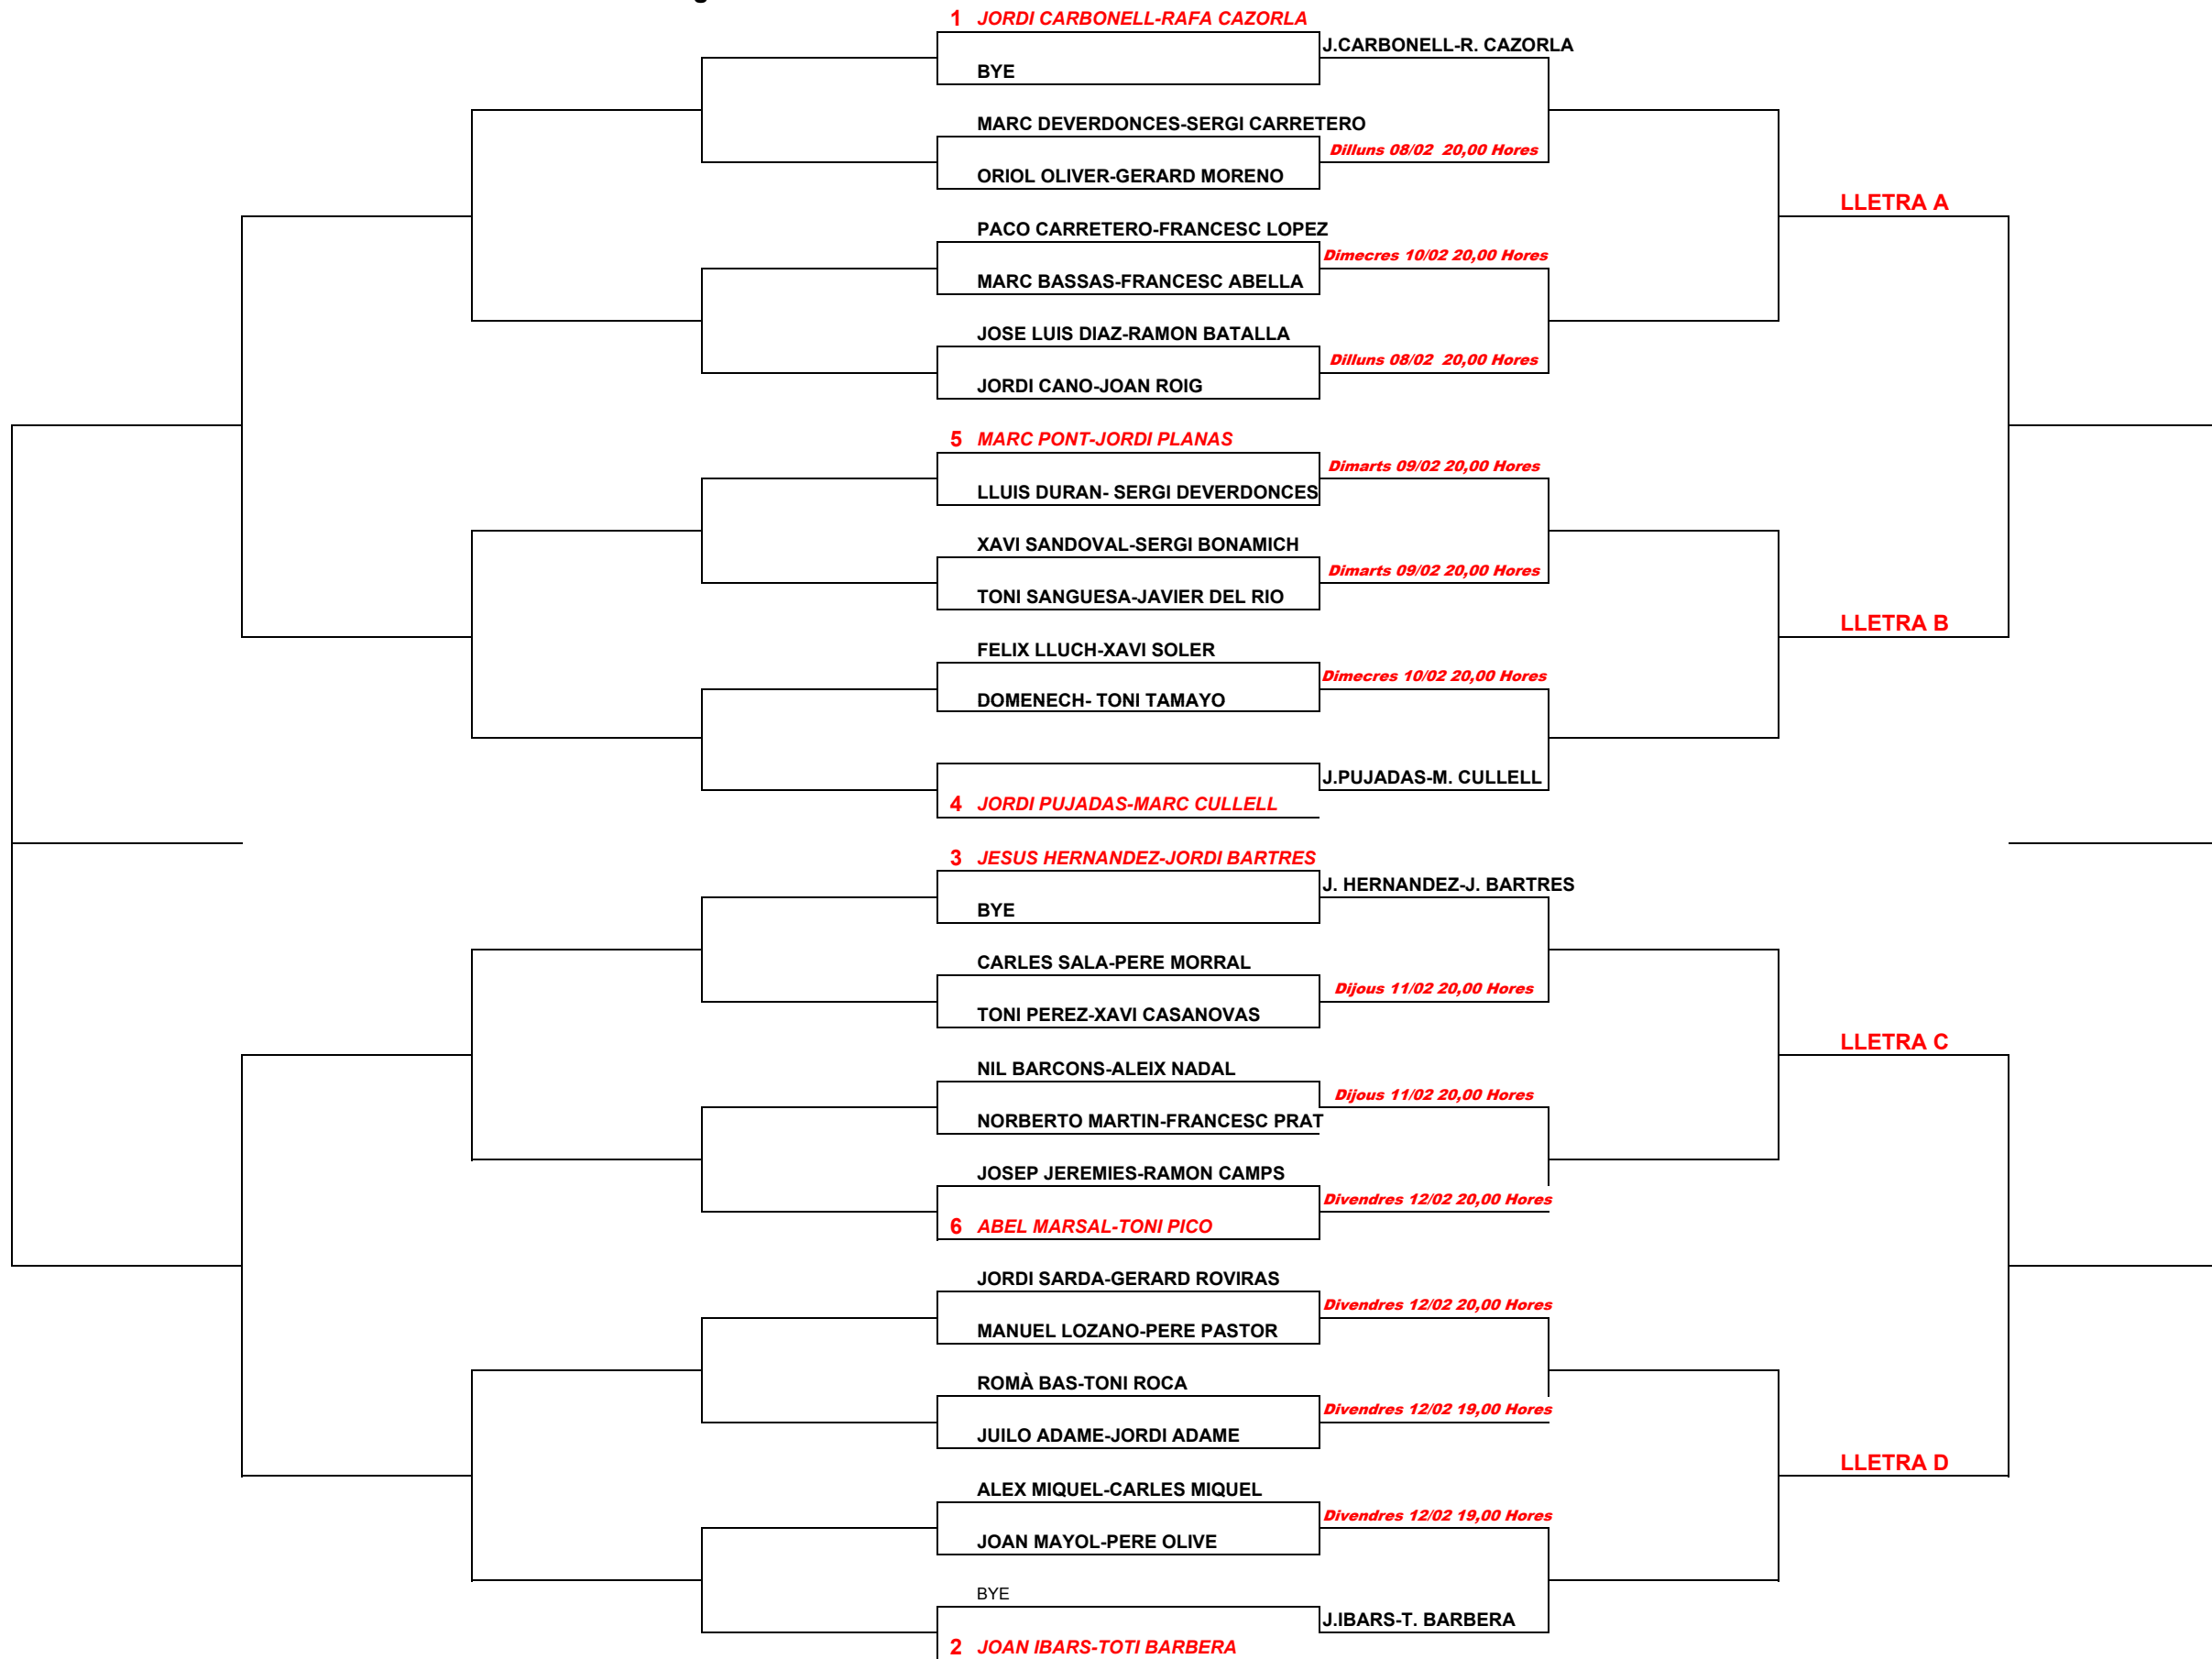 1 JORDI CARBONELL-RAFA CAZORLA
J.CARBONELL-R. CAZORLA
BYE
MARC DEVERDONCES-SERGI CARRETERO
Dilluns 08/02 20,00 Hores
ORIOL OLIVER-GERARD MORENO
LLETRA A
PACO CARRETERO-FRANCESC LOPEZ
Dimecres 10/02 20,00 Hores
MARC BASSAS-FRANCESC ABELLA
JOSE LUIS DIAZ-RAMON BATALLA
Dilluns 08/02 20,00 Hores
JORDI CANO-JOAN ROIG
5 MARC PONT-JORDI PLANAS
Dimarts 09/02 20,00 Hores
LLUIS DURAN- SERGI DEVERDONCES
XAVI SANDOVAL-SERGI BONAMICH
Dimarts 09/02 20,00 Hores
TONI SANGUESA-JAVIER DEL RIO
LLETRA B
FELIX LLUCH-XAVI SOLER
Dimecres 10/02 20,00 Hores
DOMENECH- TONI TAMAYO
J.PUJADAS-M. CULLELL
4 JORDI PUJADAS-MARC CULLELL
3 JESUS HERNANDEZ-JORDI BARTRES
J. HERNANDEZ-J. BARTRES
BYE
CARLES SALA-PERE MORRAL
Dijous 11/02 20,00 Hores
TONI PEREZ-XAVI CASANOVAS
LLETRA C
NIL BARCONS-ALEIX NADAL
Dijous 11/02 20,00 Hores
NORBERTO MARTIN-FRANCESC PRAT
JOSEP JEREMIES-RAMON CAMPS
Divendres 12/02 20,00 Hores
6 ABEL MARSAL-TONI PICO
JORDI SARDA-GERARD ROVIRAS
Divendres 12/02 20,00 Hores
MANUEL LOZANO-PERE PASTOR
ROMÀ BAS-TONI ROCA
Divendres 12/02 19,00 Hores
JUILO ADAME-JORDI ADAME
LLETRA D
ALEX MIQUEL-CARLES MIQUEL
Divendres 12/02 19,00 Hores
JOAN MAYOL-PERE OLIVE
BYE
J.IBARS-T. BARBERA
2 JOAN IBARS-TOTI BARBERA